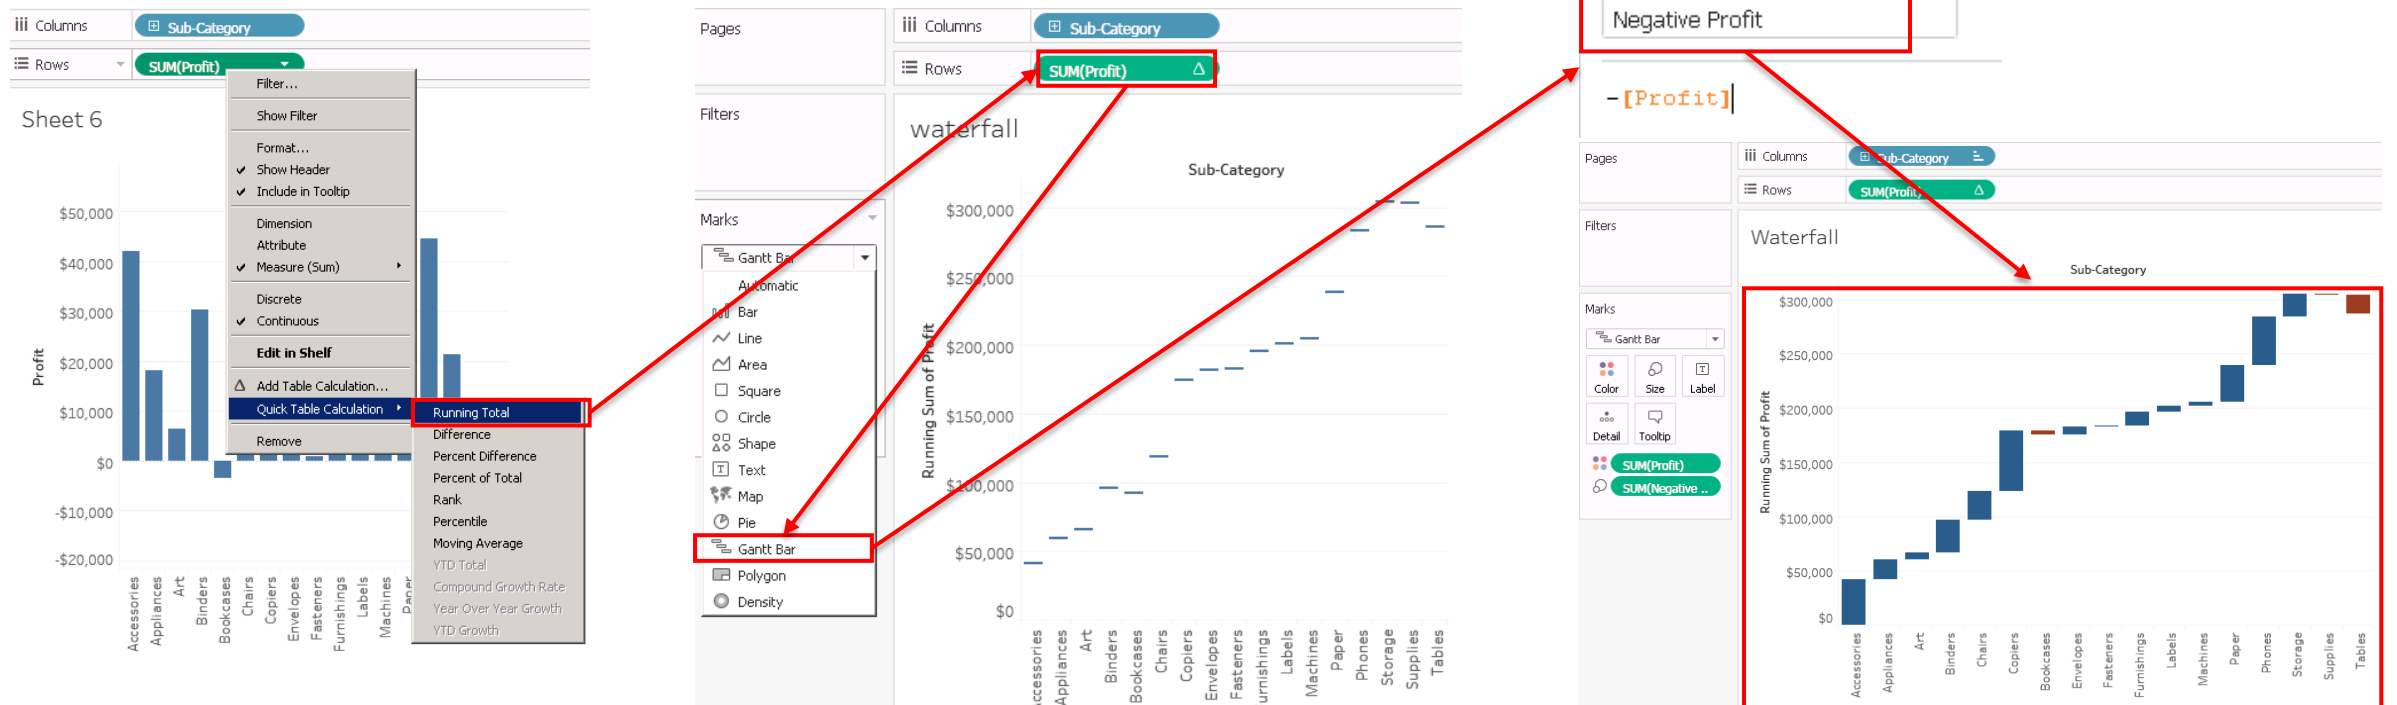 Columns
Sub-Category
Rows
SUM(Profit)
Filter...
Show Filter
Format...
Show Header
Include in Tooltip
Dimension
Attribute
Measure (Sum)
Discrete
Continuous
Edit in Shelf
Add Table Calculation...
Quick Table Calculation
Remove
Running Total
Difference
Percent Difference
Percent of Total
Rank
Percentile
Moving Average
YTD Total
Compound Growth Rate
Year Over Year Growth
YTD Growth
Sheet 6
Profit
$50,000
$40,000
$30,000
$20,000
$10,000
$0
-$10,000
-$20,000
Accessories
Appliances
Art
Binders
Bookcases
Chairs
Copiers
Envelopes
Fasteners
Furnishings
Labels
Machines
Paper
Pages
Filters
Marks
Gantt Bar
Automatic
Bar
Line
Area
Square
Circle
Shape
Text
Map
Pie
Gantt Bar
Polygon
Density
Columns
Sub-Category
Rows
SUM(Profit)
waterfall
Sub-Category
Running Sum of Profit
$300,000
$250,000
$200,000
$150,000
$100,000
$50,000
$0
ccessories
Appliances
Art
Binders
Bookcases
Chairs
Copiers
Envelopes
Fasteners
urnishings
Labels
Machines
Paper
Phones
Storage
Supplies
Tables
Negative Profit
-[Profit]
Pages
Filters
Marks
Gantt Bar
Color
Size
Label
Detail
Tooltip
SUM(Profit)
SUM(Negative ..
Columns
Sub-Category
Rows
SUM(Profit)
Waterfall
Sub-Category
Running Sum of Profit
$300,000
$250,000
$200,000
$150,000
$100,000
$50,000
$0
Accessories
Appliances
Art
Binders
Chairs
Copiers
Bookcases
Envelopes
Fasteners
Furnishings
Labels
Machines
Paper
Phones
Storage
Supplies
Tables